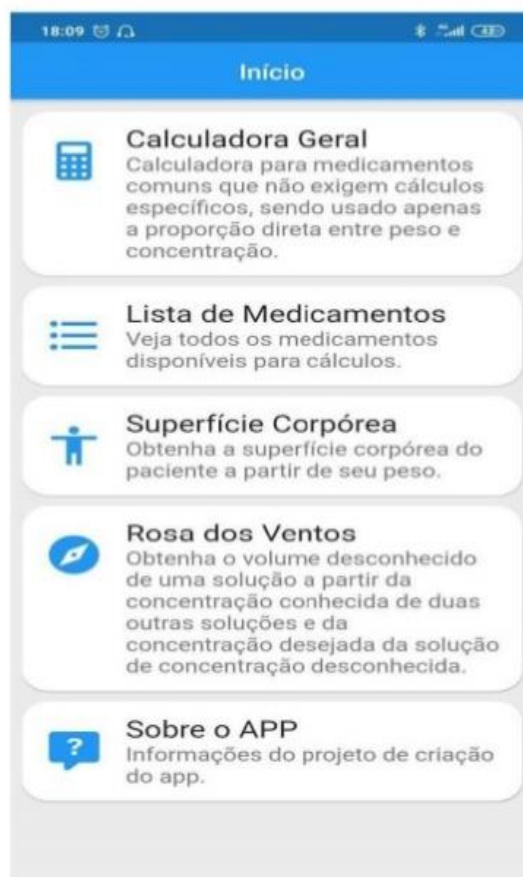 18:09
Início
Calculadora Geral
Calculadora para medicamentos
comuns que não exigem cálculos
específicos, sendo usado apenas
a proporção direta entre peso e
concentração.
Lista de Medicamentos
Veja todos os medicamentos
disponíveis para cálculos.
Superfície Corpórea
Obtenha a superfície corpórea do
paciente a partir de seu peso.
Rosa dos Ventos
Obtenha o volume desconhecido
de uma solução a partir da
concentração conhecida de duas
outras soluções e da
concentração desejada da solução
de concentração desconhecida.
?
Sobre o APP
Informações do projeto de criação
do app.